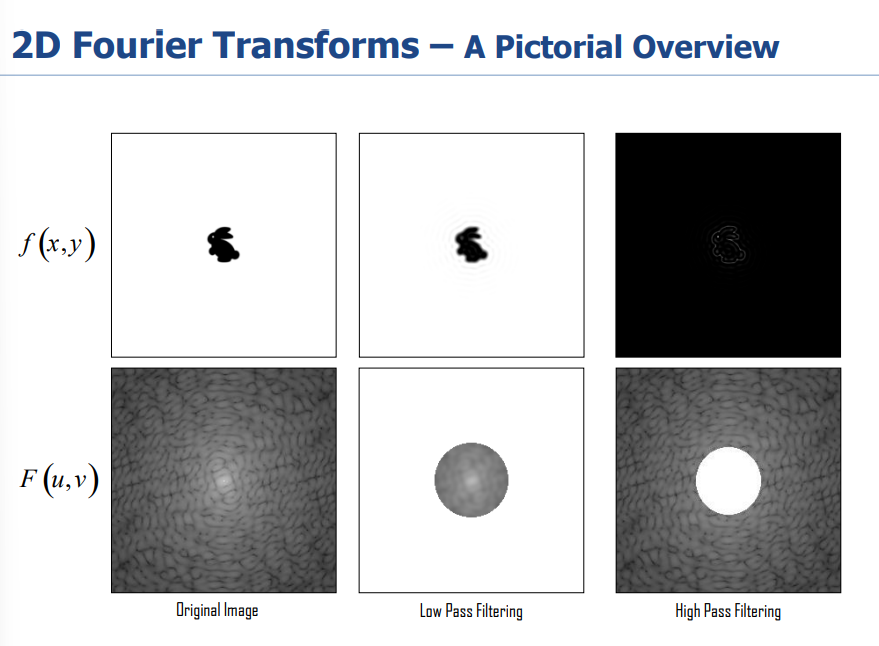 2D Fourier Transforms – A Pictorial Overview
f(x,y)
F(u,v)
Original Image
Low Pass Filtering
High Pass Filtering